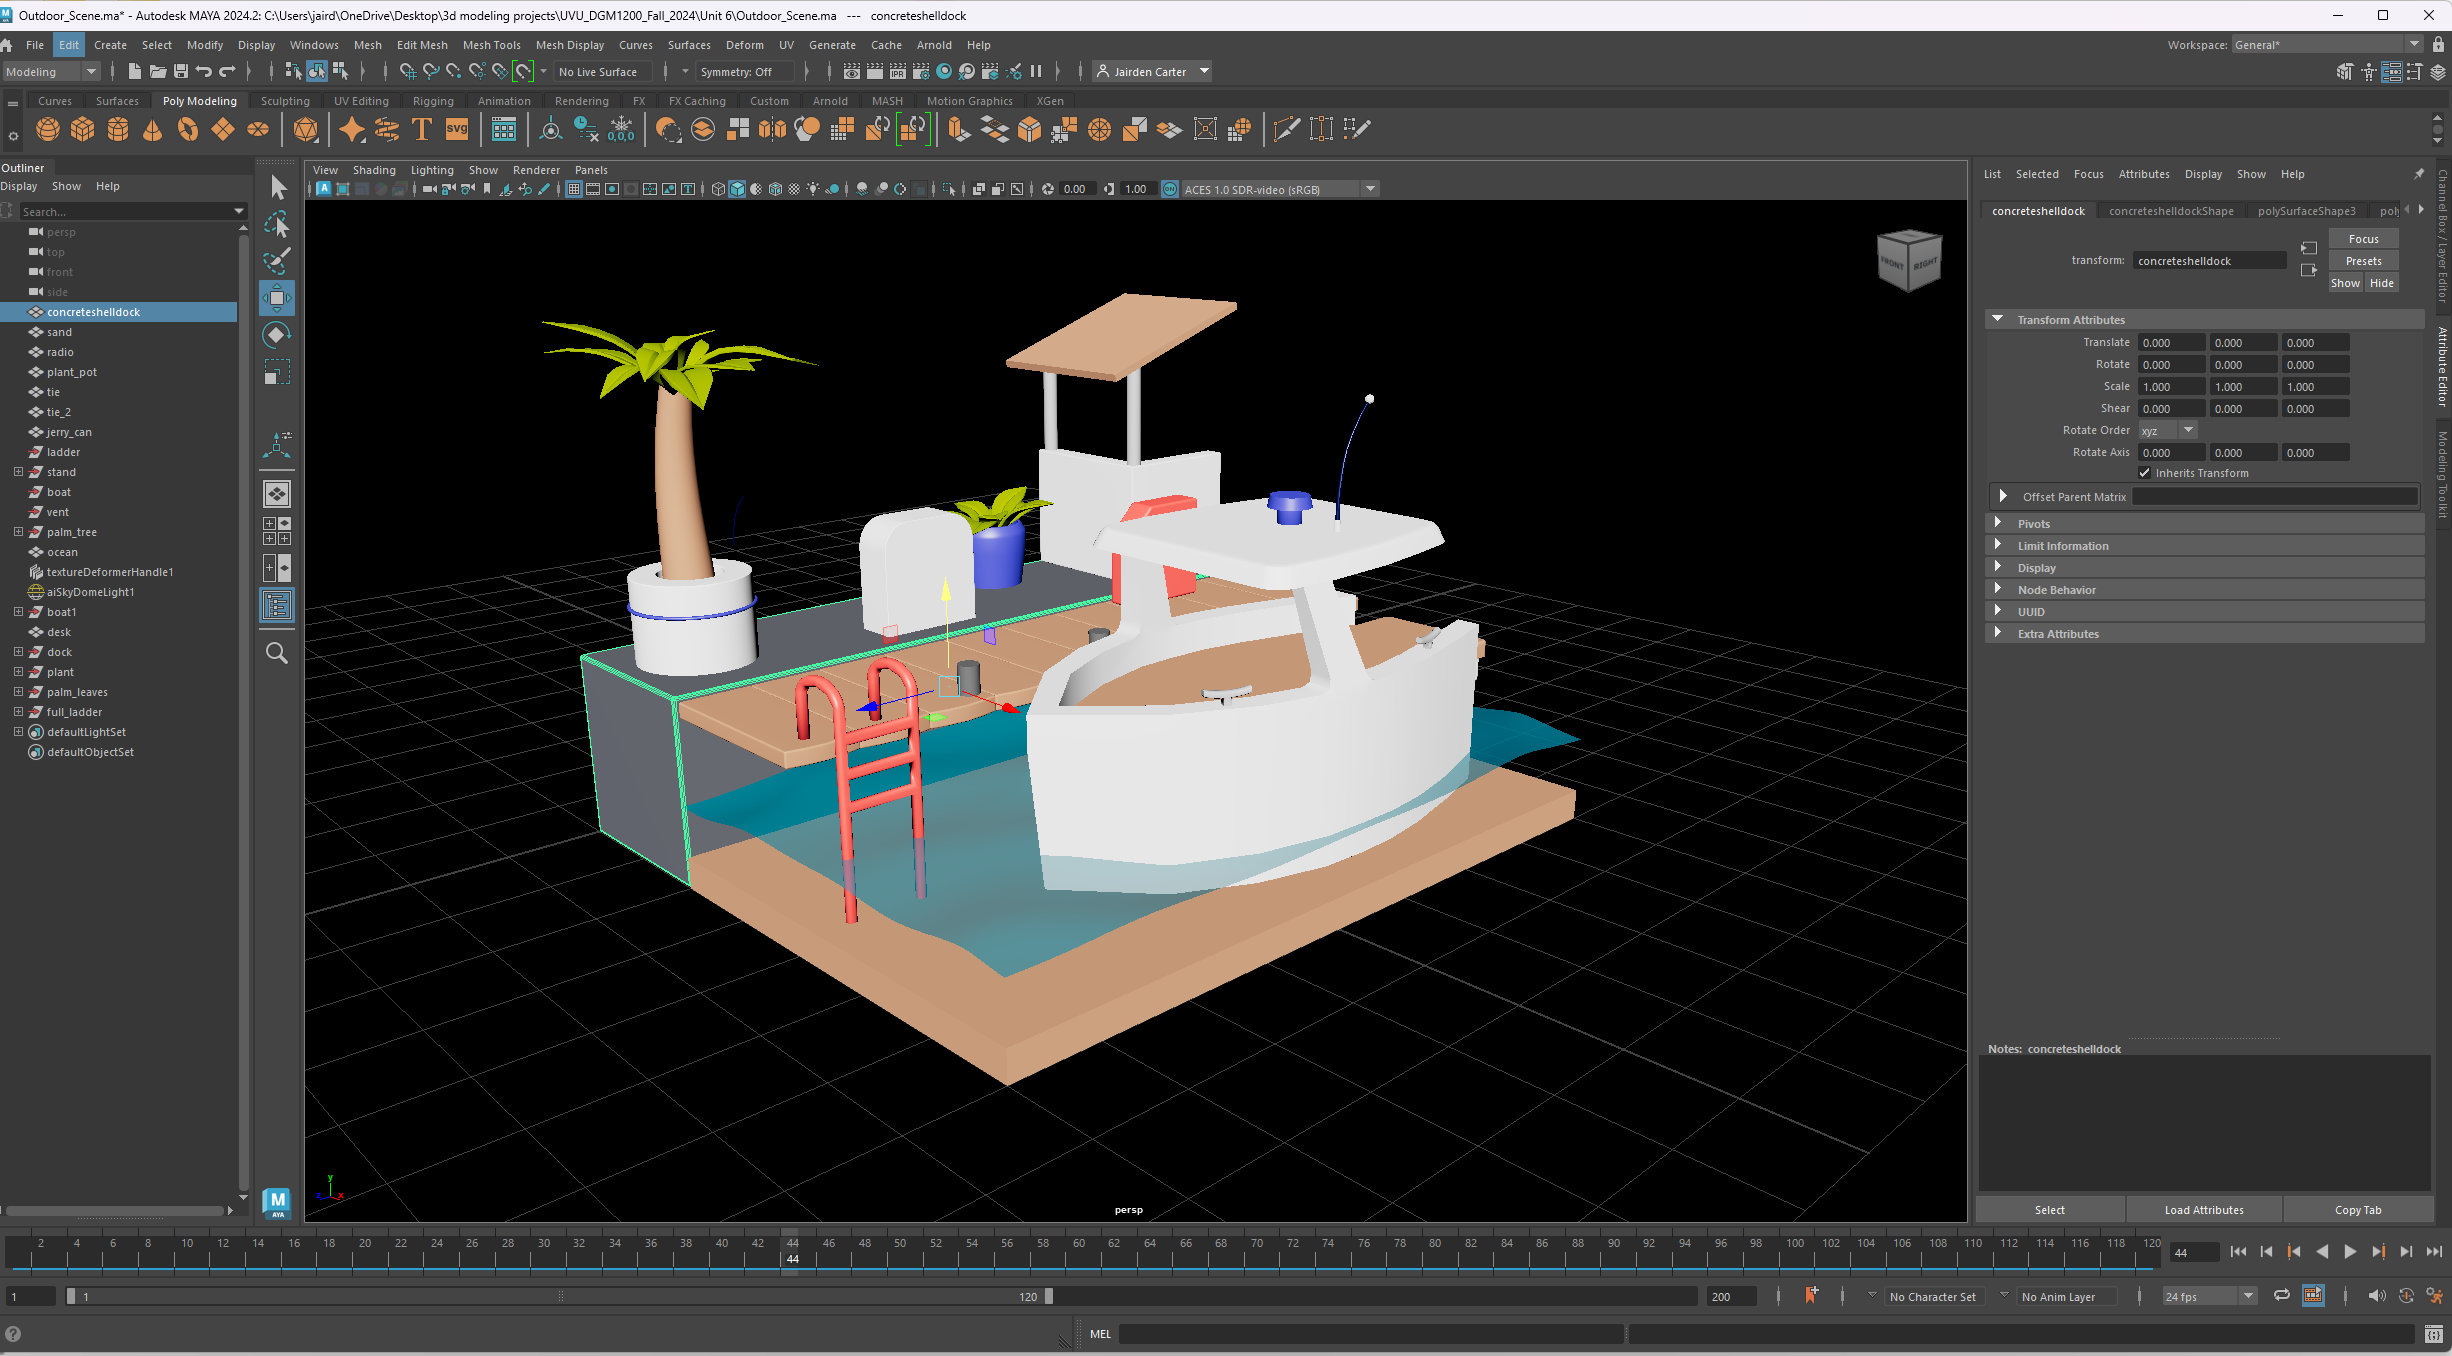 Outdoor_Scene.ma* - Autodesk MAYA 2024.2: C:\Users\jaird\OneDrive\Desktop\3d modeling projects\UVU_DGM1200_Fall_2024\Unit 6\Outdoor_Scene.ma --- concreteshelldock
File Edit Create Select Modify Display Windows Mesh Edit Mesh Mesh Tools Mesh Display Curves Surfaces Deform UV Generate Cache Arnold Help
Workspace: General*
Modeling No Live Surface Symmetry: Off IPR Jairden Carter
Curves Surfaces Poly Modeling Sculpting UV Editing Rigging Animation Rendering FX FX Caching Custom Arnold MASH Motion Graphics XGen
T SVG 0,0,0
Outliner
Display Show Help
Search...
persp
top
front
side
concreteshelldock
sand
radio
plant_pot
tie
tie_2
jerry_can
ladder
stand
boat
vent
palm_tree
ocean
textureDeformerHandle1
aiSkyDomeLight1
boat1
desk
dock
plant
palm_leaves
full_ladder
defaultLightSet
defaultObjectSet
M
AYA
View Shading Lighting Show Renderer Panels
0.00 1.00 ON ACES 1.0 SDR-video (sRGB)
FRONT RIGHT
y
z x
persp
List Selected Focus Attributes Display Show Help
concreteshelldock concreteshelldockShape polySurfaceShape3 pol
transform: concreteshelldock
Focus
Presets
Show Hide
Transform Attributes
Translate 0.000 0.000 0.000
Rotate 0.000 0.000 0.000
Scale 1.000 1.000 1.000
Shear 0.000 0.000 0.000
Rotate Order xyz
Rotate Axis 0.000 0.000 0.000
Inherits Transform
Offset Parent Matrix
Pivots
Limit Information
Display
Node Behavior
UUID
Extra Attributes
Notes: concreteshelldock
Select Load Attributes Copy Tab
Channel Box / Layer Editor
Attribute Editor
Modeling Toolkit
2 4 6 8 10 12 14 16 18 20 22 24 26 28 30 32 34 36 38 40 42 44 46 48 50 52 54 56 58 60 62 64 66 68 70 72 74 76 78 80 82 84 86 88 90 92 94 96 98 100 102 104 106 108 110 112 114 116 118 120
44
44
1 1 120 200 No Character Set No Anim Layer 24 fps
MEL